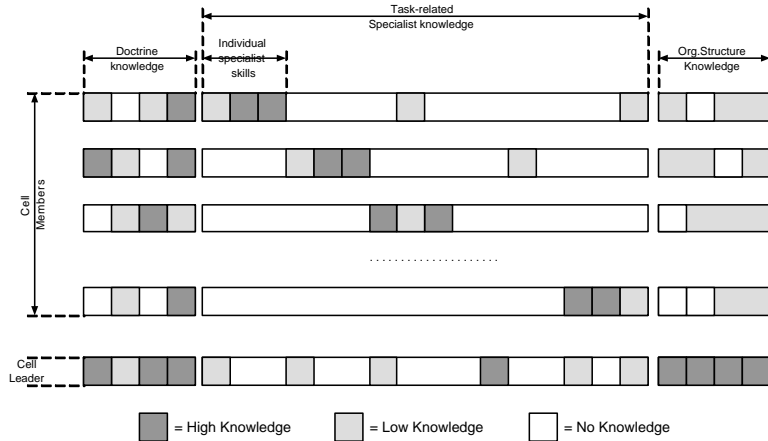 Task-related
Specialist knowledge
Doctrine
knowledge
Individual
specialist
skills
Org.Structure
Knowledge
Cell
Members
.....................
Cell
Leader
= High Knowledge
= Low Knowledge
= No Knowledge